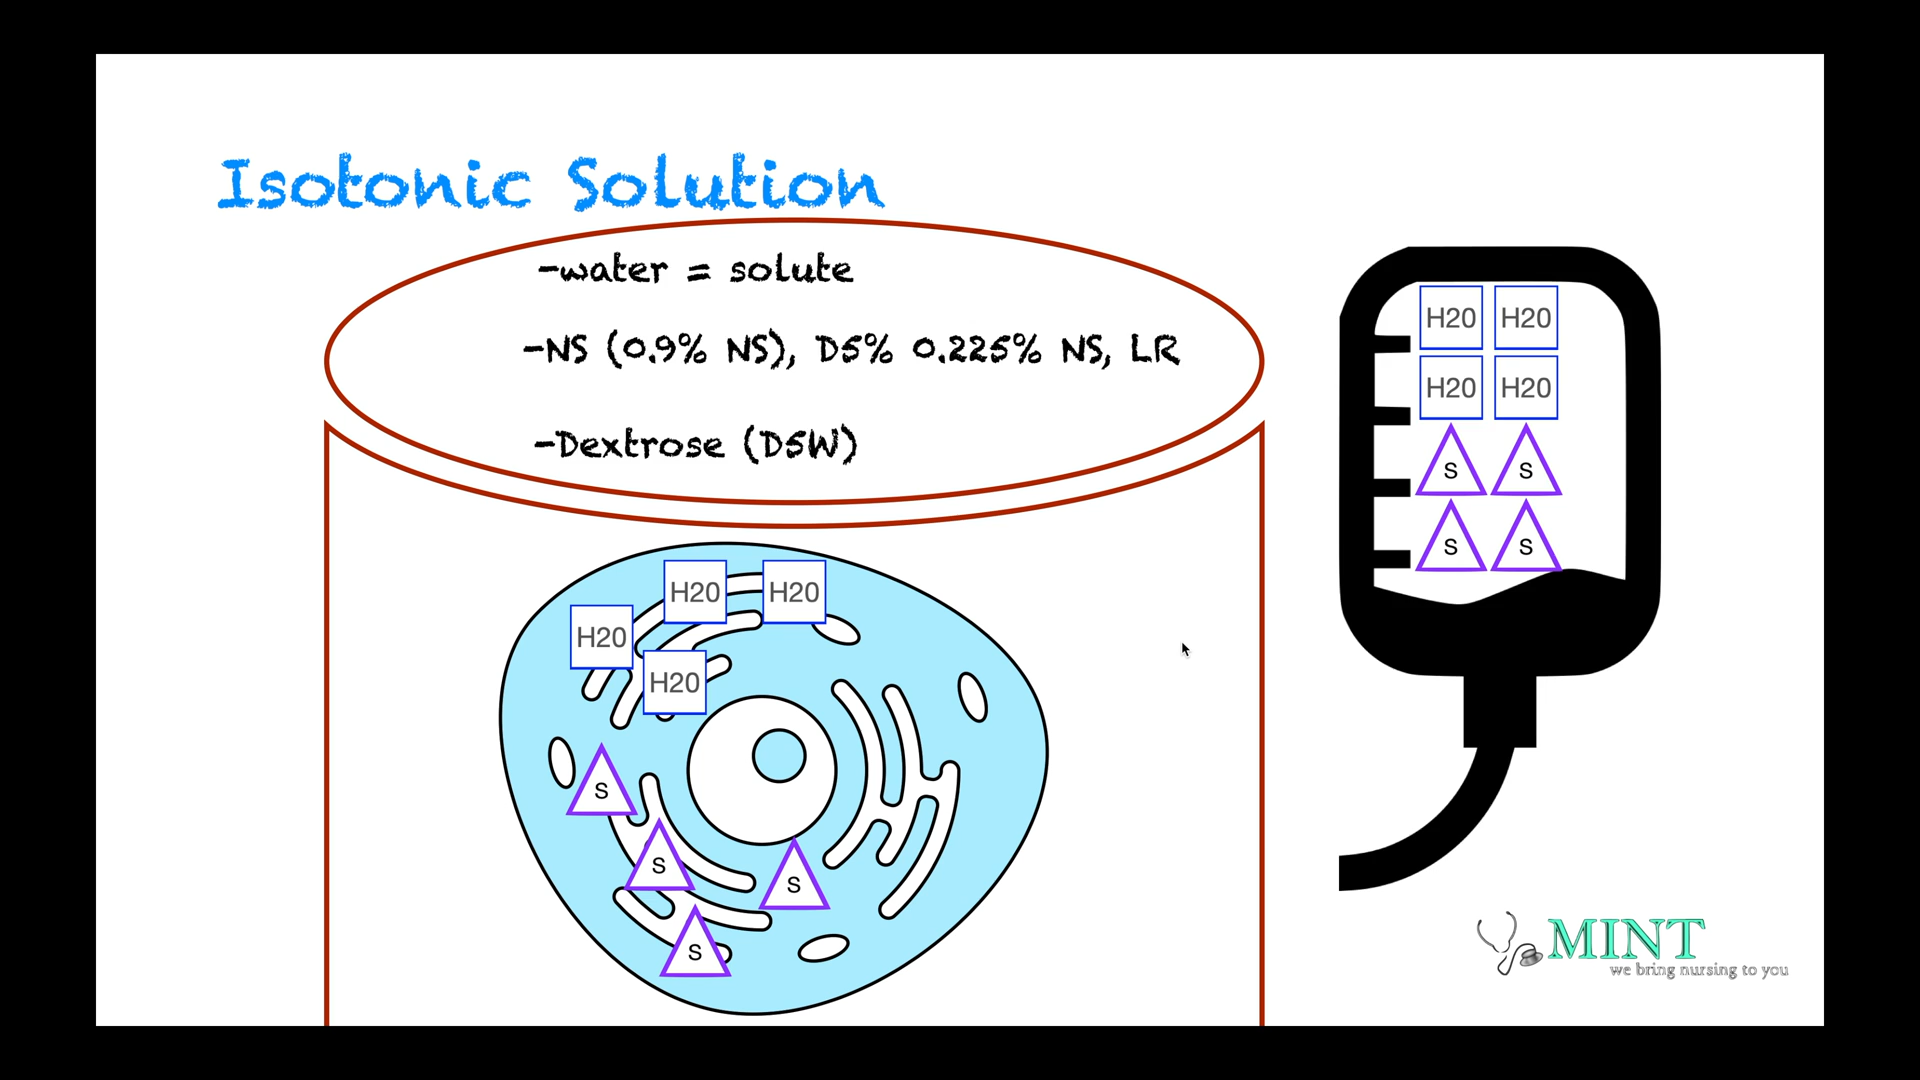 Isotonic Solution
-water = solute
-NS (0.9% NS), D5% 0.225% NS, LR
-Dextrose (D5W)
H20 H20
H20 H20
S S
S S
H20 H20
H20
H20
S
S
S
S
MINT
we bring nursing to you